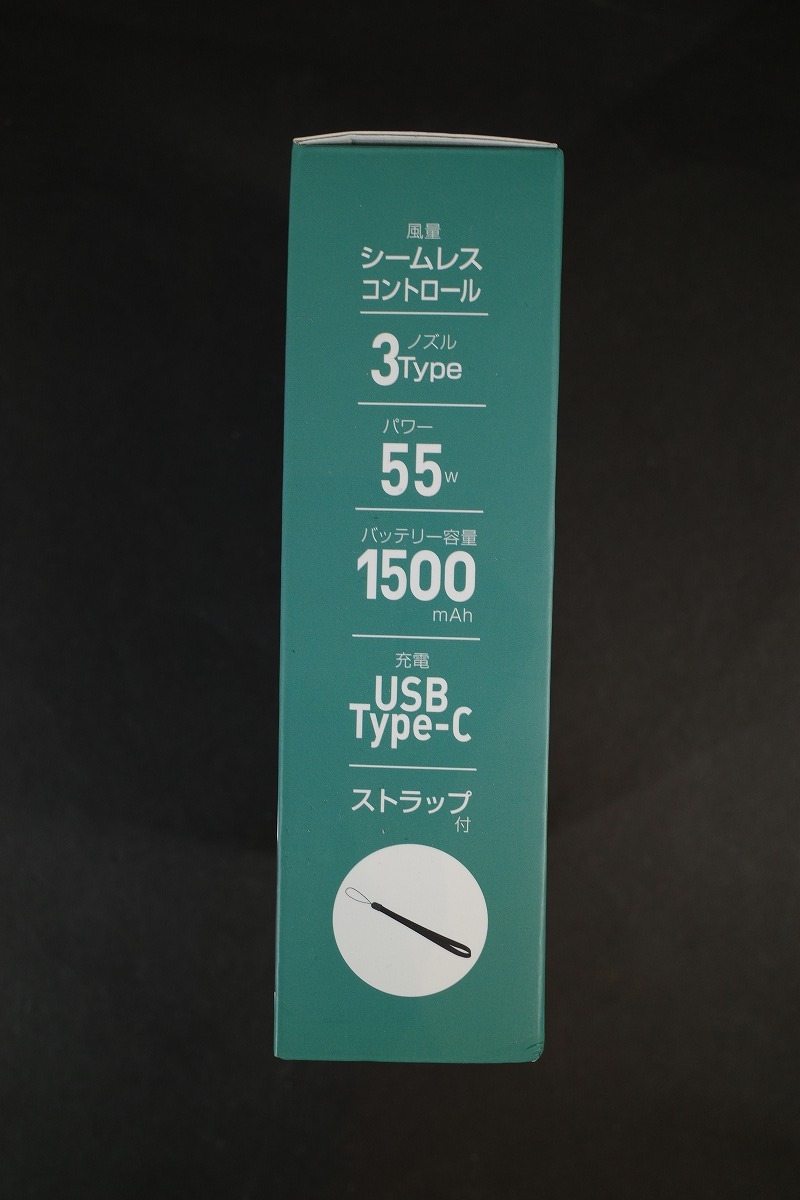 風量
シームレス
コントロール
ノズル
3Type
パワー
55w
バッテリー容量
1500
mAh
充電
USB
Type-C
ストラップ
付